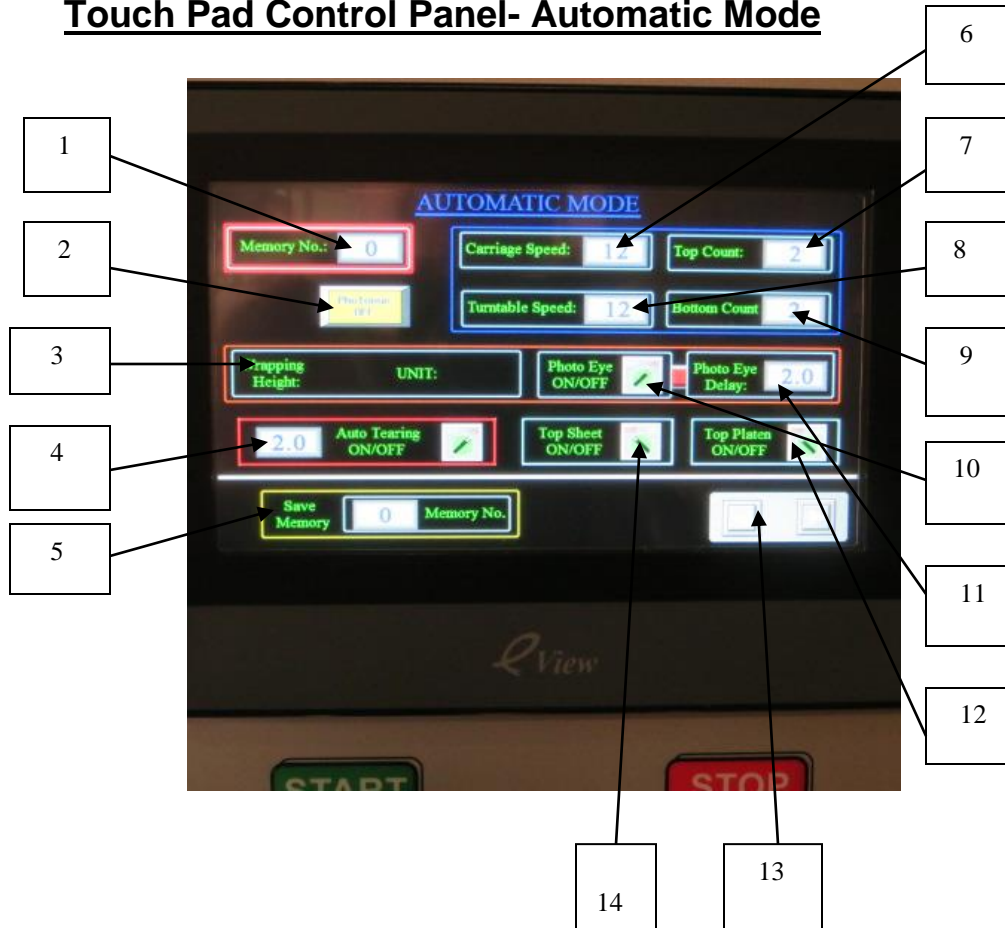 Touch Pad Control Panel- Automatic Mode
6
1
7
AUTOMATIC MODE
Memory No.: 0
Carriage Speed: 12
Top Count: 2
2
8
Turntable Speed: 12
Bottom Count 2
3
9
Height:
UNIT:
Photo Eye
ON/OFF
Photo Eye
Delay: 2.0
4
2.0
Auto Tearing
ON/OFF
Top Sheet
ON/OFF
Top Platen
ON/OFF
10
5
Save
Memory
0 Memory No.
11
View
12
START
STOP
13
14